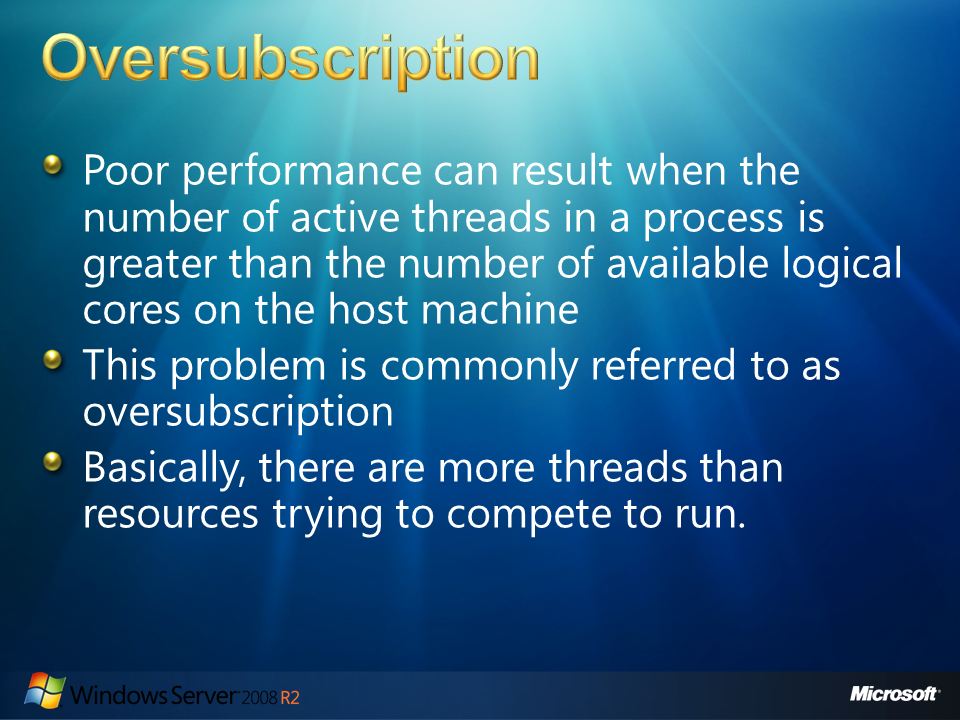 Oversubscription
Poor performance can result when the
number of active threads in a process is
greater than the number of available logical
cores on the host machine
This problem is commonly referred to as
oversubscription
Basically, there are more threads than
resources trying to compete to run.
Windows Server 2008 R2
Microsoft®